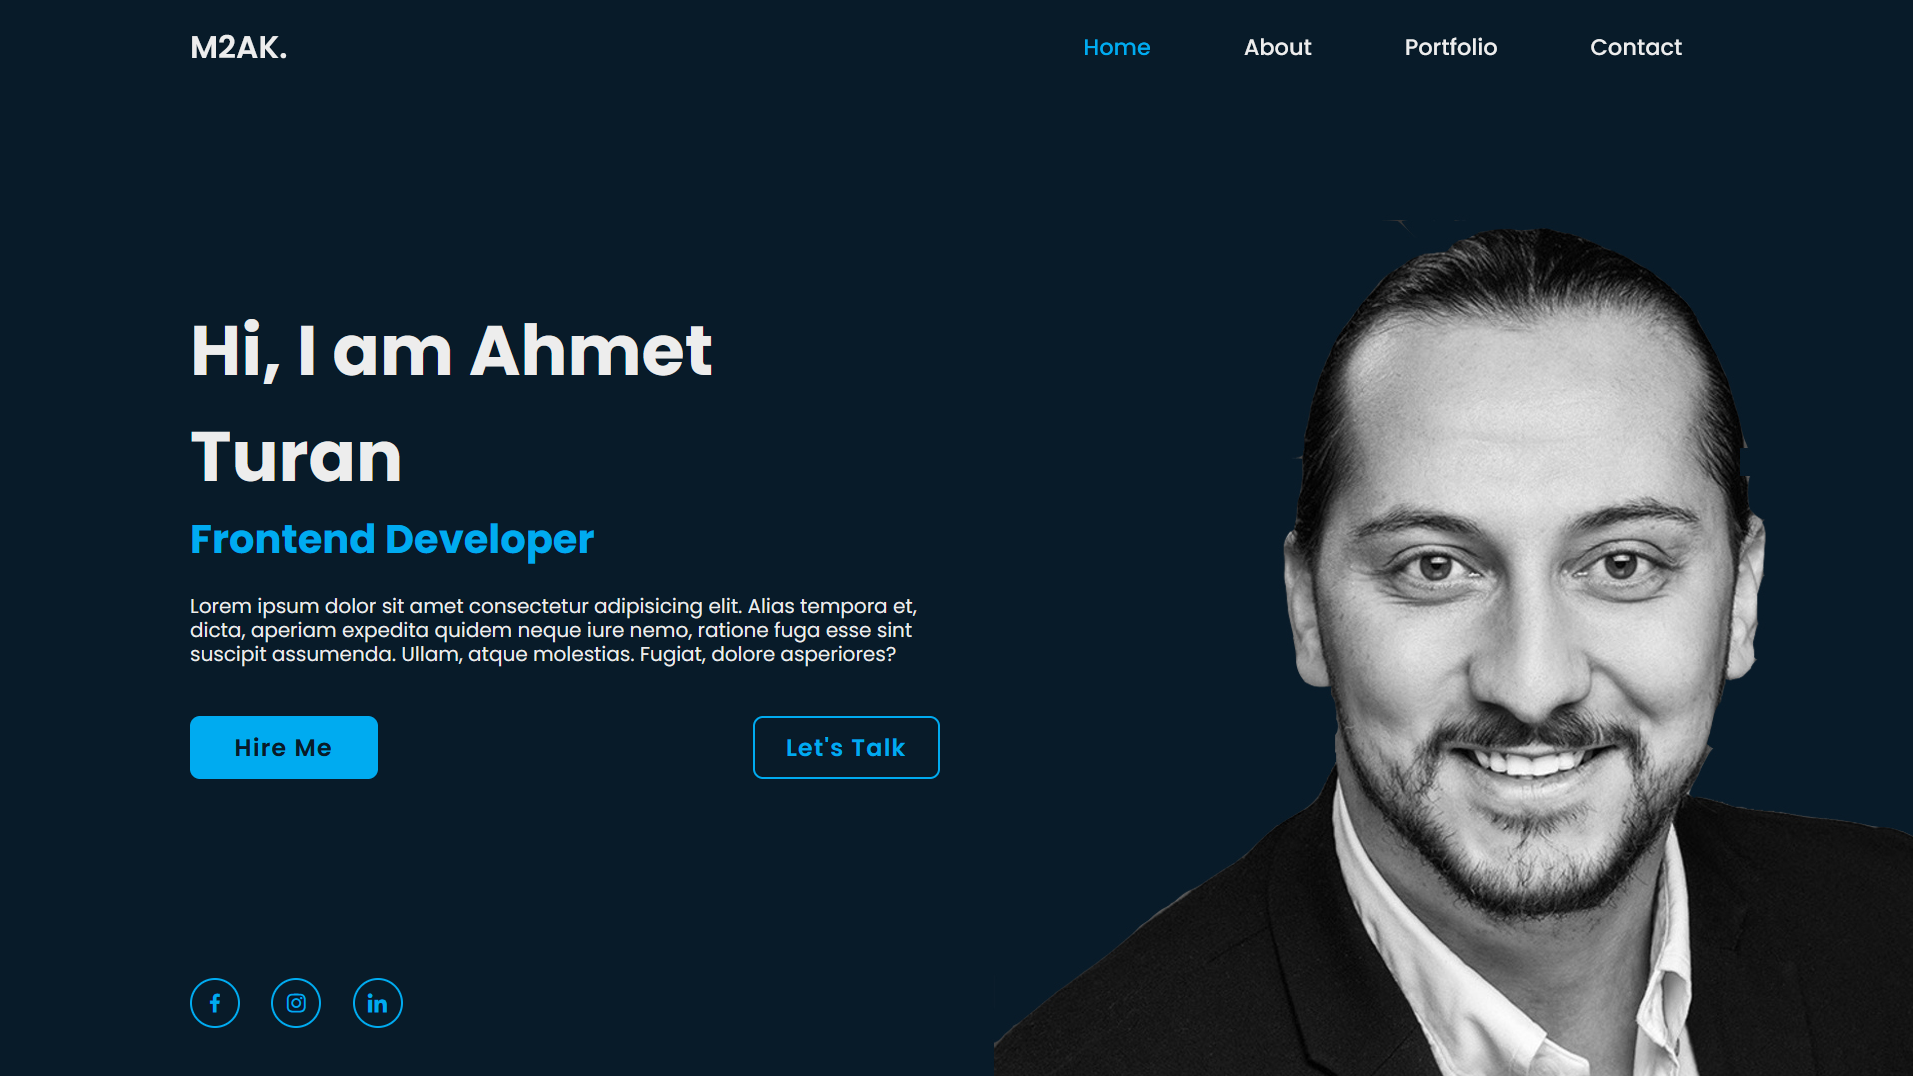 M2AK.
Home About Portfolio Contact
Hi, I am Ahmet
Turan
Frontend Developer
Lorem ipsum dolor sit amet consectetur adipisicing elit. Alias tempora et,
dicta, aperiam expedita quidem neque iure nemo, ratione fuga esse sint
suscipit assumenda. Ullam, atque molestias. Fugiat, dolore asperiores?
Hire Me
Let's Talk